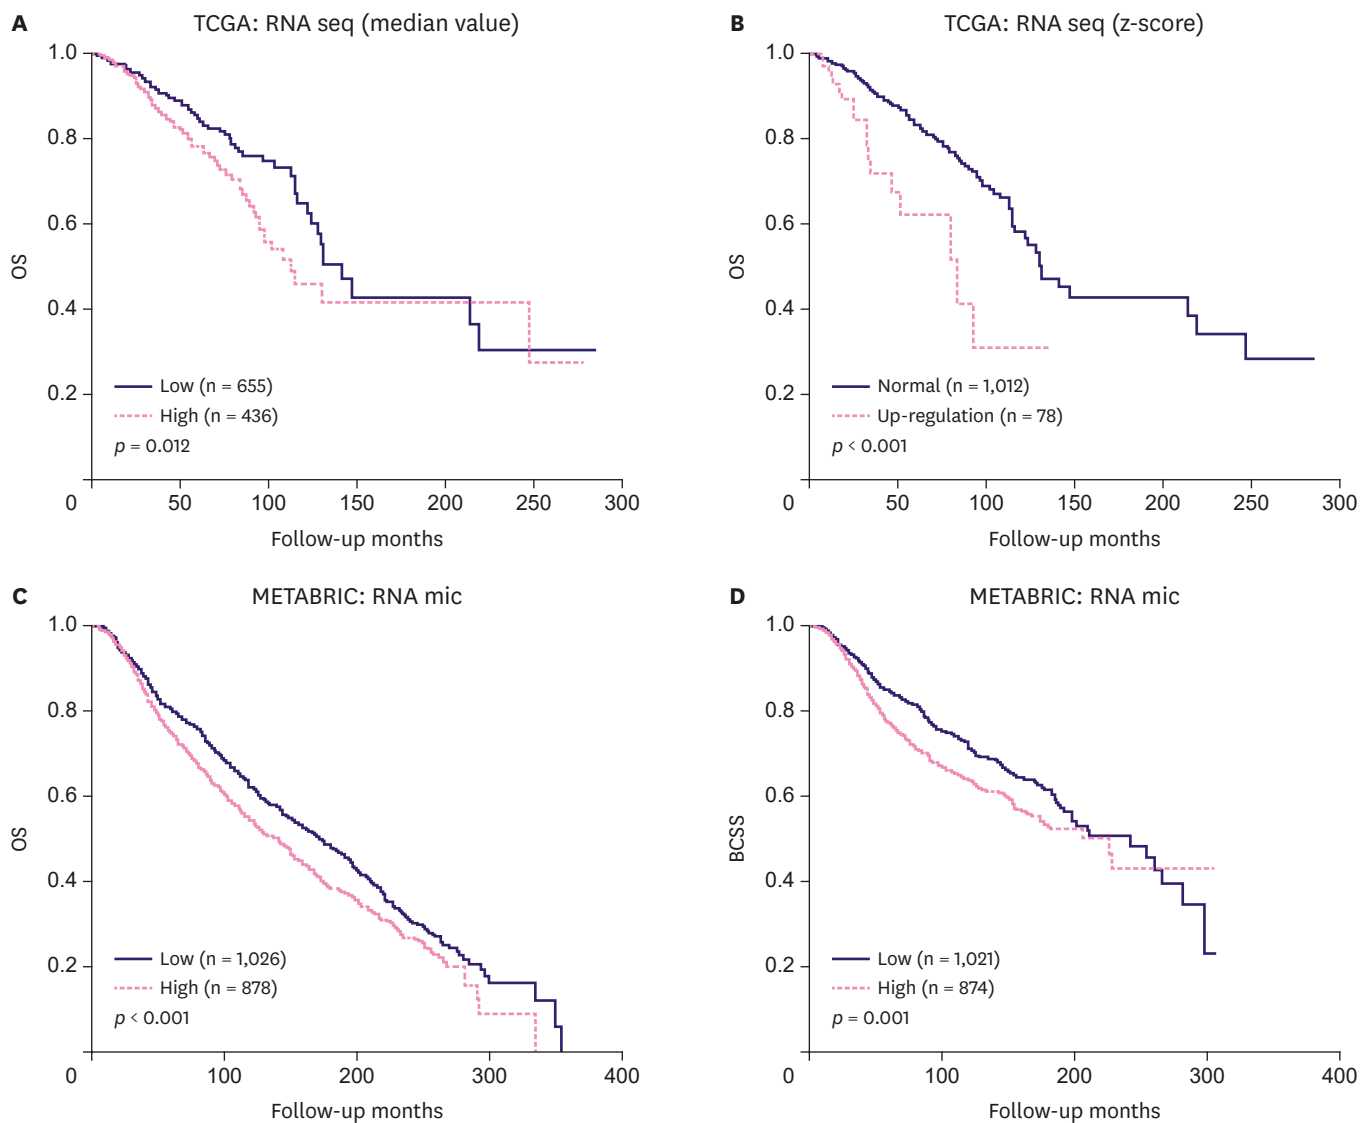 A TCGA: RNA seq (median value)
1.0
0.8
0.6
0.4
0.2
OS
Low (n = 655)
High (n = 436)
p = 0.012
0 50 100 150 200 250 300
Follow-up months
B TCGA: RNA seq (z-score)
1.0
0.8
0.6
0.4
0.2
OS
Normal (n = 1,012)
Up-regulation (n = 78)
p < 0.001
0 50 100 150 200 250 300
Follow-up months
C METABRIC: RNA mic
1.0
0.8
0.6
0.4
0.2
OS
Low (n = 1,026)
High (n = 878)
p < 0.001
0 100 200 300 400
Follow-up months
D METABRIC: RNA mic
1.0
0.8
0.6
0.4
0.2
BCSS
Low (n = 1,021)
High (n = 874)
p = 0.001
0 100 200 300 400
Follow-up months